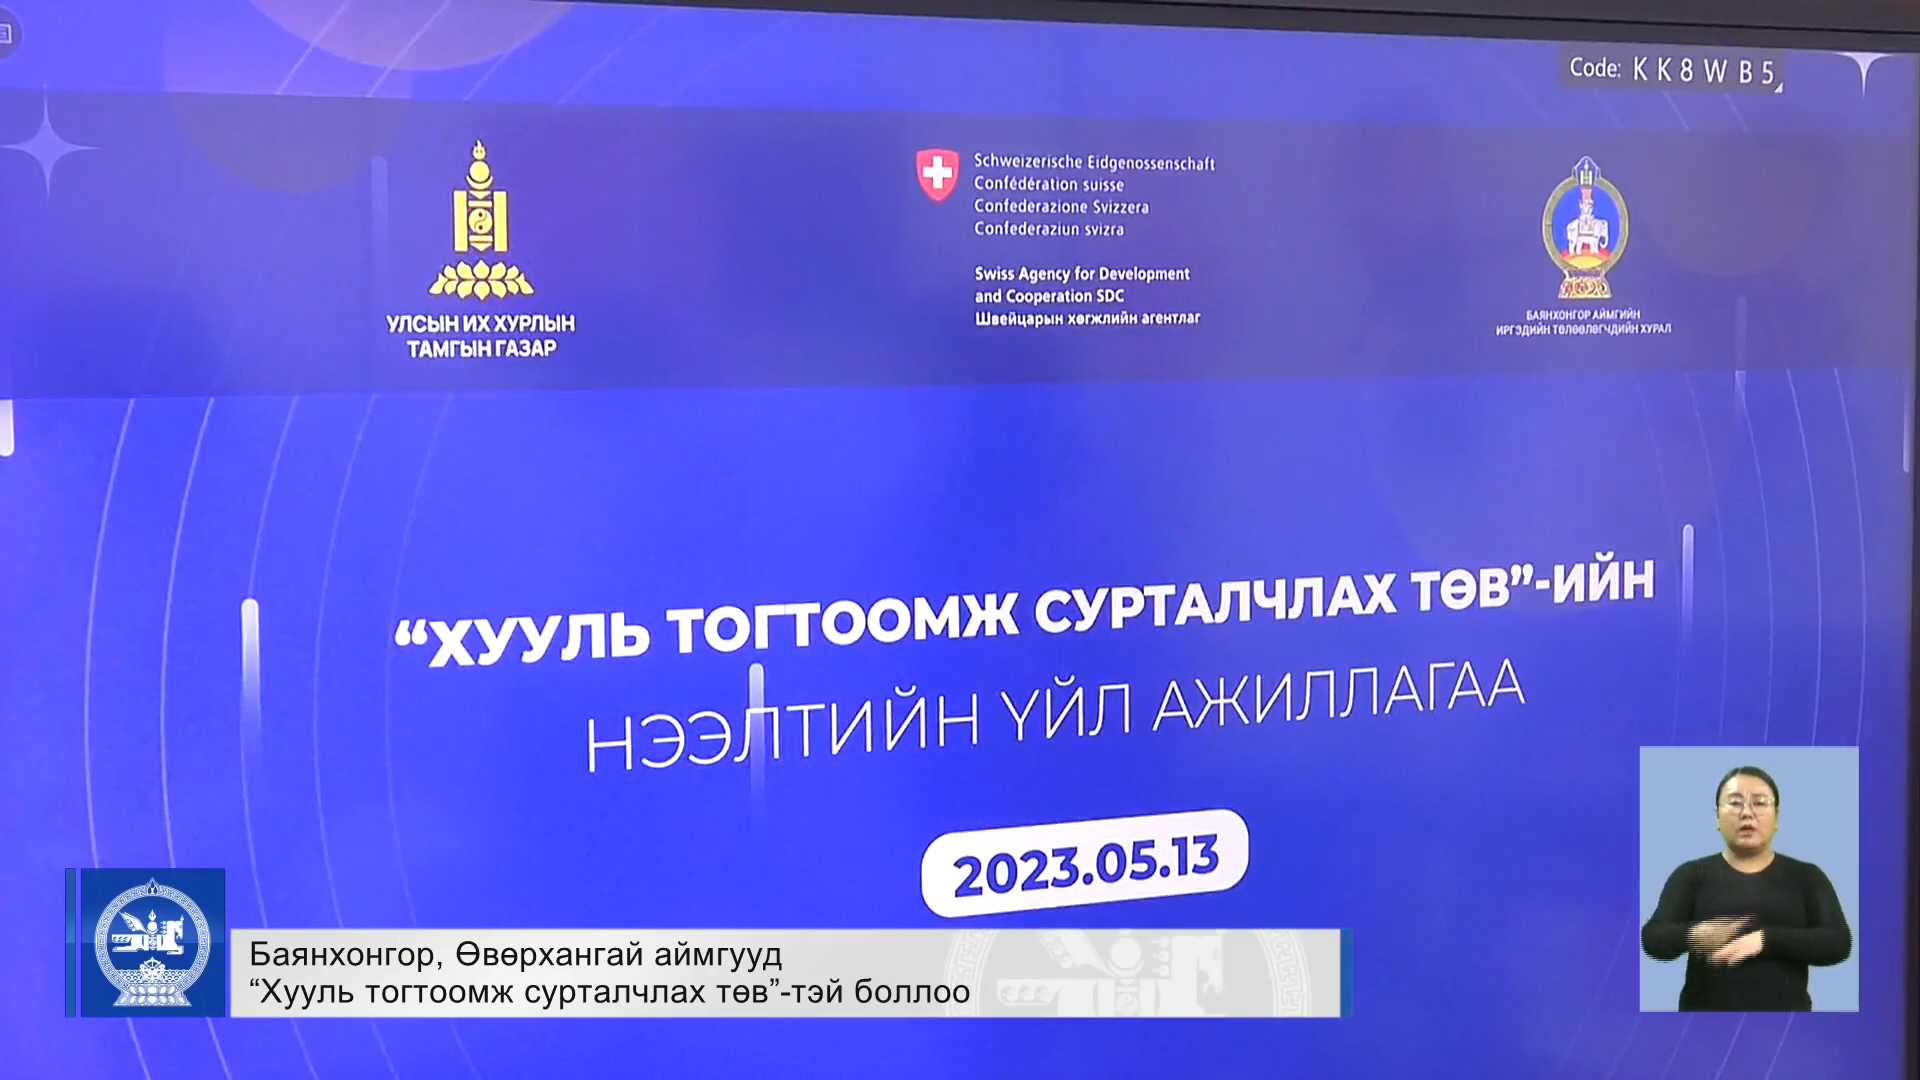 Code: KK8WB5
УЛСЫН ИХ ХУРЛЫН
ТАМГЫН ГАЗАР
Schweizerische Eidgenossenschaft
Confédération suisse
Confederazione Svizzera
Confederaziun svizra
Swiss Agency for Development
and Cooperation SDC
Швейцарын хөгжлийн агентлаг
БАЯНХОНГОР АЙМГИЙН
ИРГЭДИЙН ТӨЛӨӨЛӨГЧДИЙН ХУРАЛ
“ХУУЛЬ ТОГТООМЖ СУРТАЛЧЛАХ ТӨВ”-ИЙН
НЭЭЛТИЙН ҮЙЛ АЖИЛЛАГАА
2023.05.13
Баянхонгор, Өвөрхангай аймгууд
“Хууль тогтоомж сурталчлах төв”-тэй боллоо